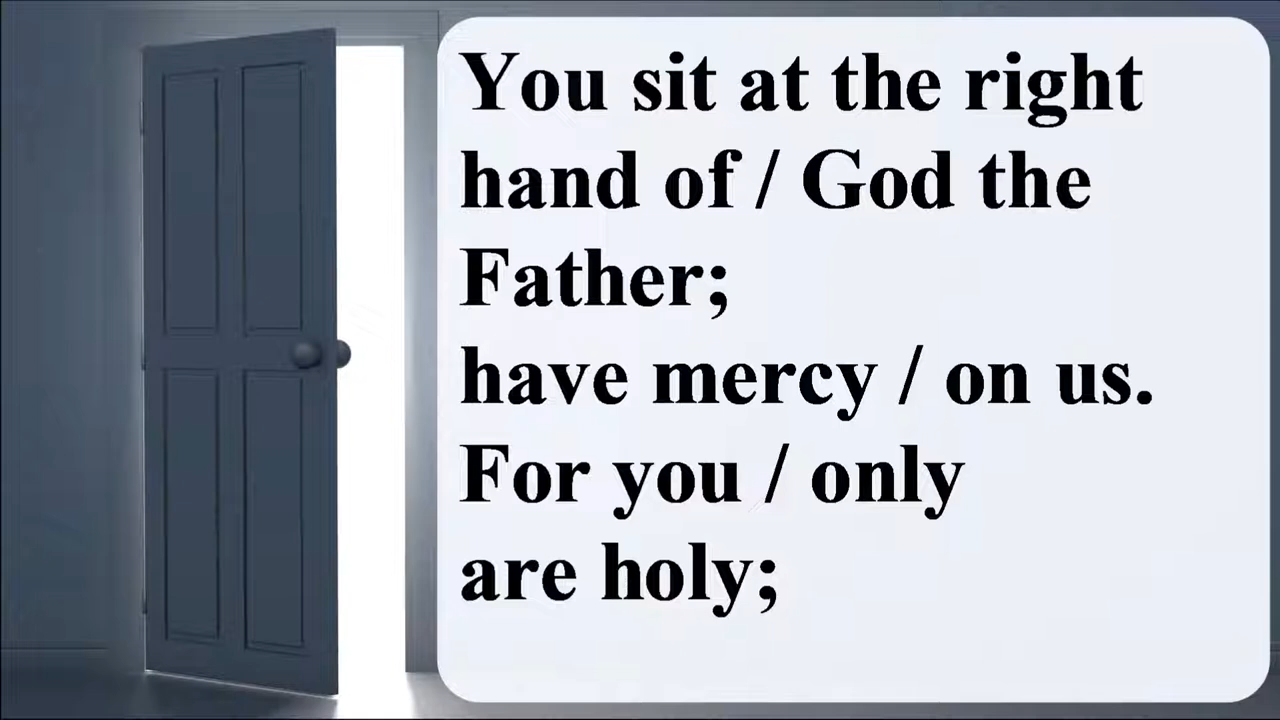 You sit at the right
hand of / God the
Father;
have mercy / on us.
For you / only
are holy;